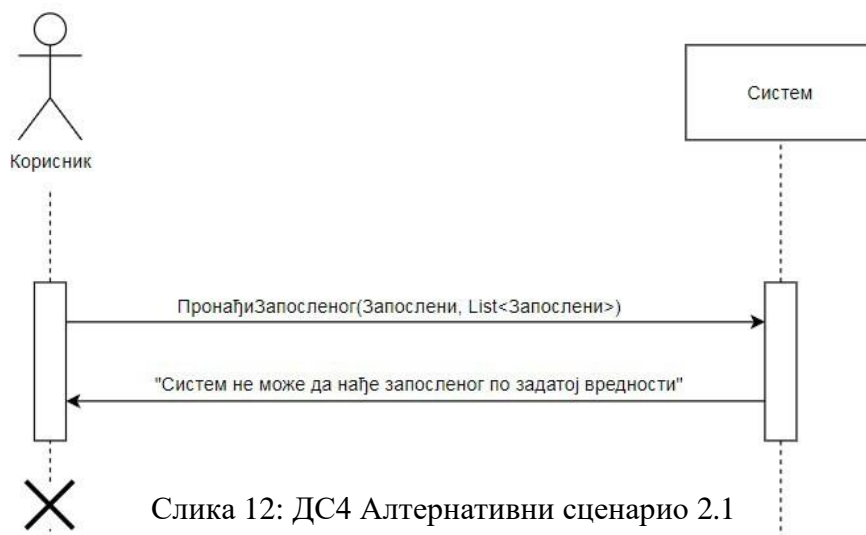 Систем
Корисник
ПронађиЗапосленог(Запослени, List<Запослени>)
"Систем не може да нађе запосленог по задатој вредности"
Слика 12: ДС4 Алтернативни сценарио 2.1